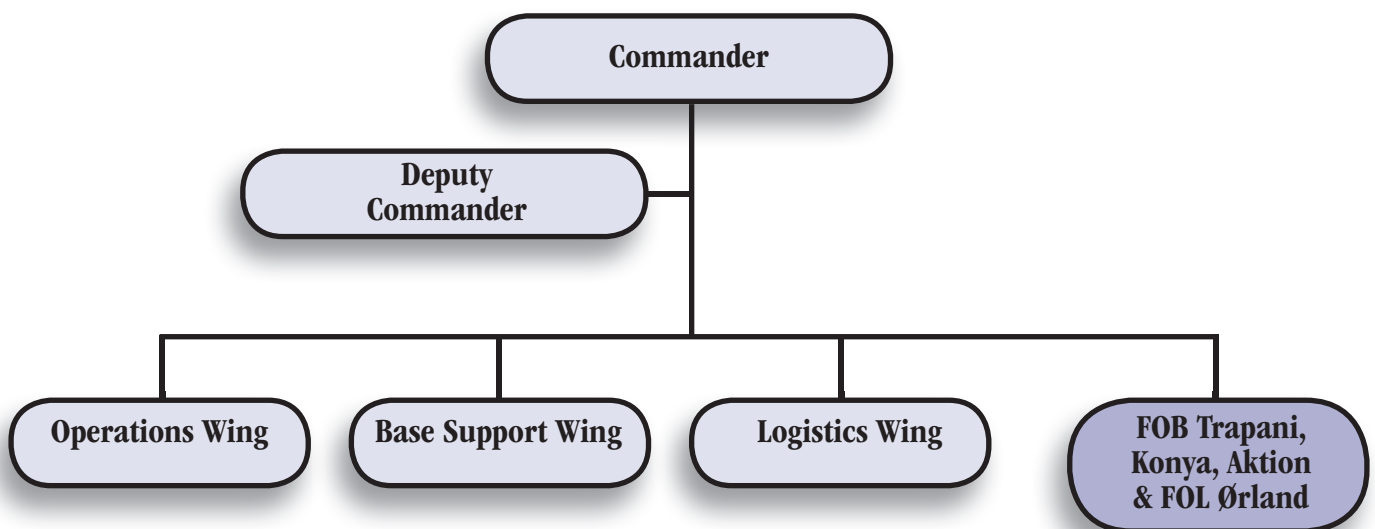 Commander
Deputy
Commander
Operations Wing
Base Support Wing
Logistics Wing
FOB Trapani,
Konya, Aktion
& FOL Ørland